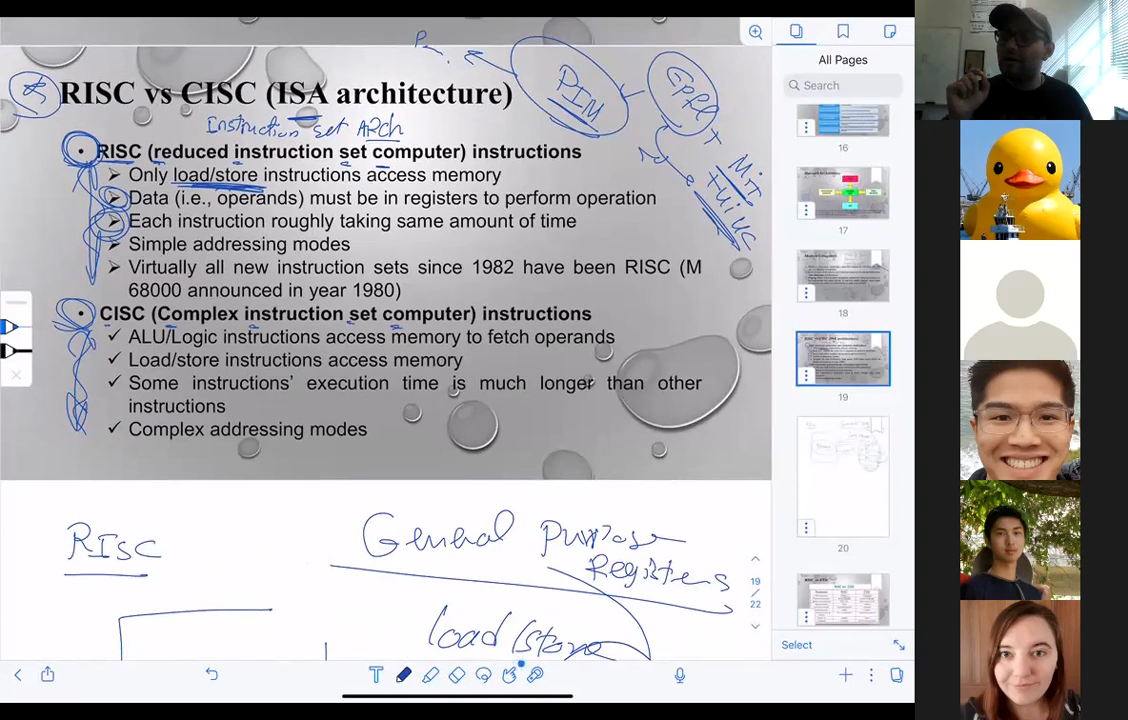 RISC vs CISC (ISA architecture)
Instruction set ARch
PIM
MIT
UIUC
• RISC (reduced instruction set computer) instructions
➢ Only load/store instructions access memory
➢ Data (i.e., operands) must be in registers to perform operation
➢ Each instruction roughly taking same amount of time
➢ Simple addressing modes
➢ Virtually all new instruction sets since 1982 have been RISC (M
68000 announced in year 1980)
• CISC (Complex instruction set computer) instructions
✓ ALU/Logic instructions access memory to fetch operands
✓ Load/store instructions access memory
✓ Some instructions' execution time is much longer than other
instructions
✓ Complex addressing modes
RISC
General Purpose
Registers
load/store
19
/
22
T
All Pages
Search
16
17
18
19
20
Select